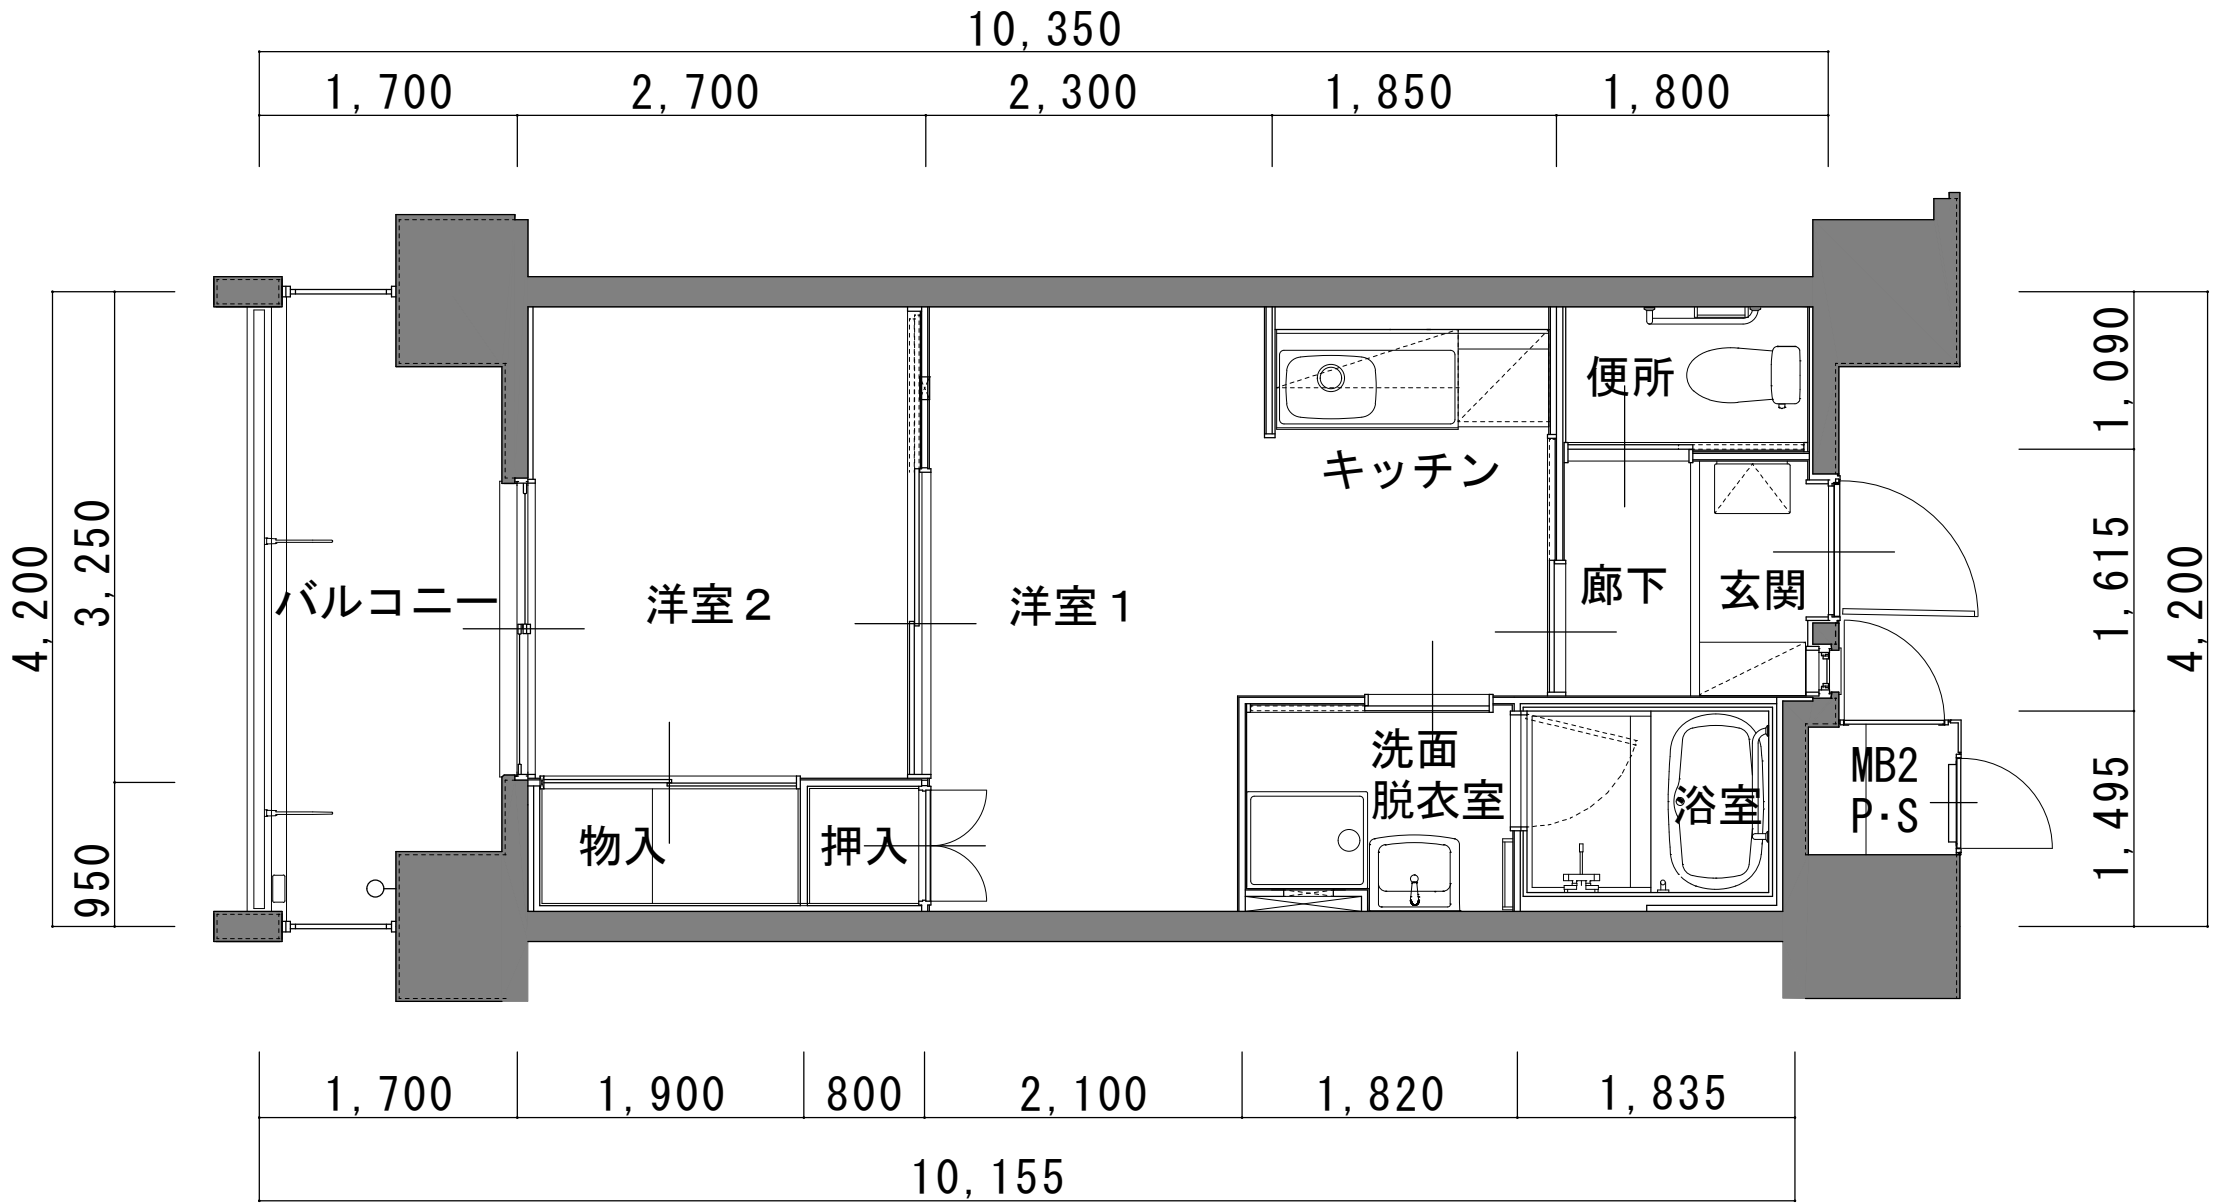 10,350
1,700
2,700
2,300
1,850
1,800
便所
キッチン
バルコニー
洋室２
洋室１
廊下
玄関
洗面
脱衣室
浴室
MB2
P・S
物入
押入
4,200
3,250
950
1,090
1,615
1,495
4,200
1,700
1,900
800
2,100
1,820
1,835
10,155